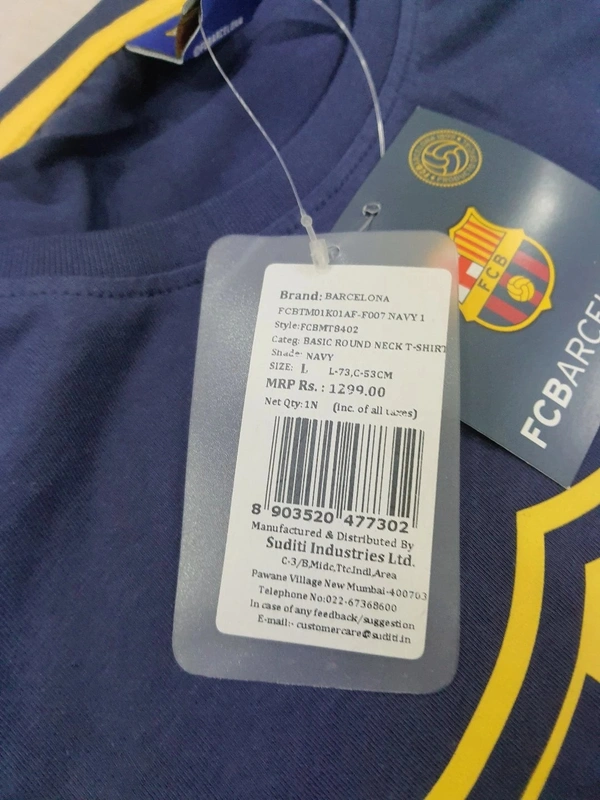 @FCBARCELONA
FCB
FCBARCEL
Brand: BARCELONA
FCBTM01K01AF-F007 NAVY 1
Style:FCBMT8402
Categ: BASIC ROUND NECK T-SHIRT
Shade: NAVY
SIZE: L L-73,C-53CM
MRP Rs. : 1299.00
Net Qty: 1N (inc. of all taxes)
8 903520 477302
Manufactured & Distributed By
Suditi Industries Ltd.
C-3/B,Midc,Ttc.Indl,Area
Pawane Village New Mumbai-400703
Telephone No:022-67368600
In case of any feedback/suggestion
E-mail:- customercare@suditi.in